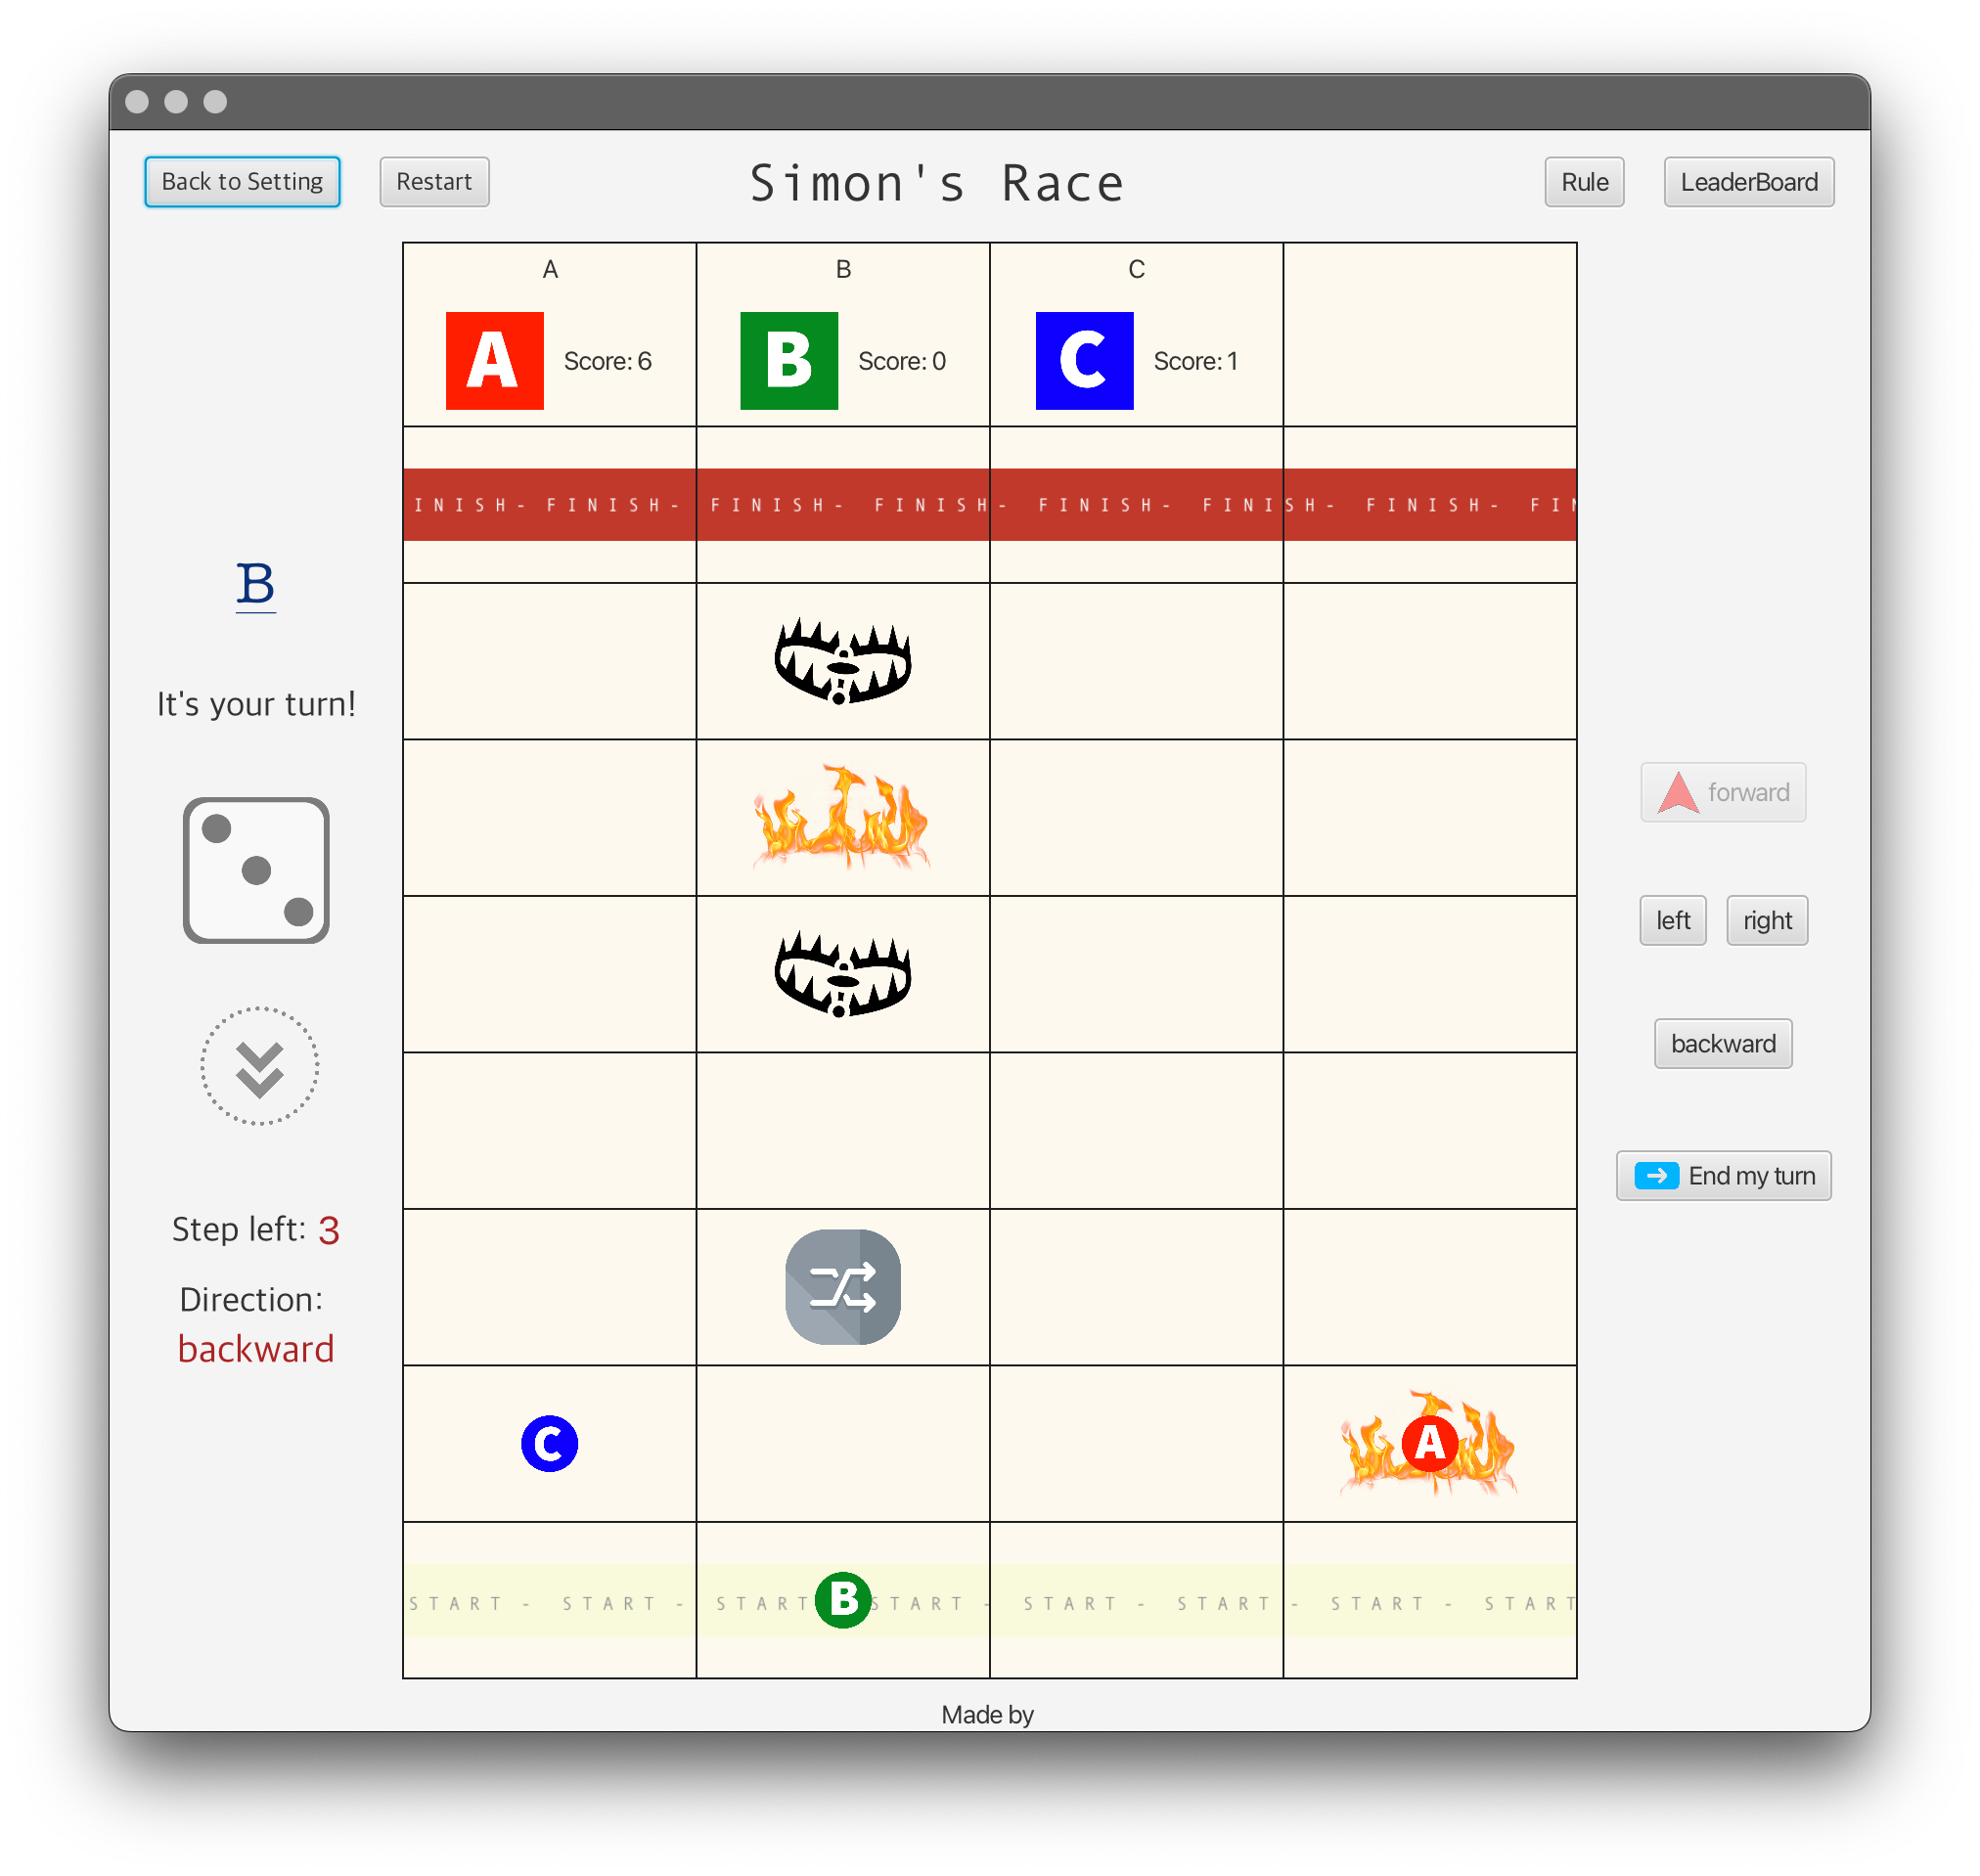 Back to Setting
Restart
Simon's Race
Rule
LeaderBoard
A
B
C
A
Score: 6
B
Score: 0
C
Score: 1
INISH- FINISH- FINISH- FINISH- FINISH- FINISH- FINISH- FIN
B
It's your turn!
forward
left
right
backward
End my turn
Step left: 3
Direction:
backward
C
A
START - START - START START - START - START - START - START
B
Made by